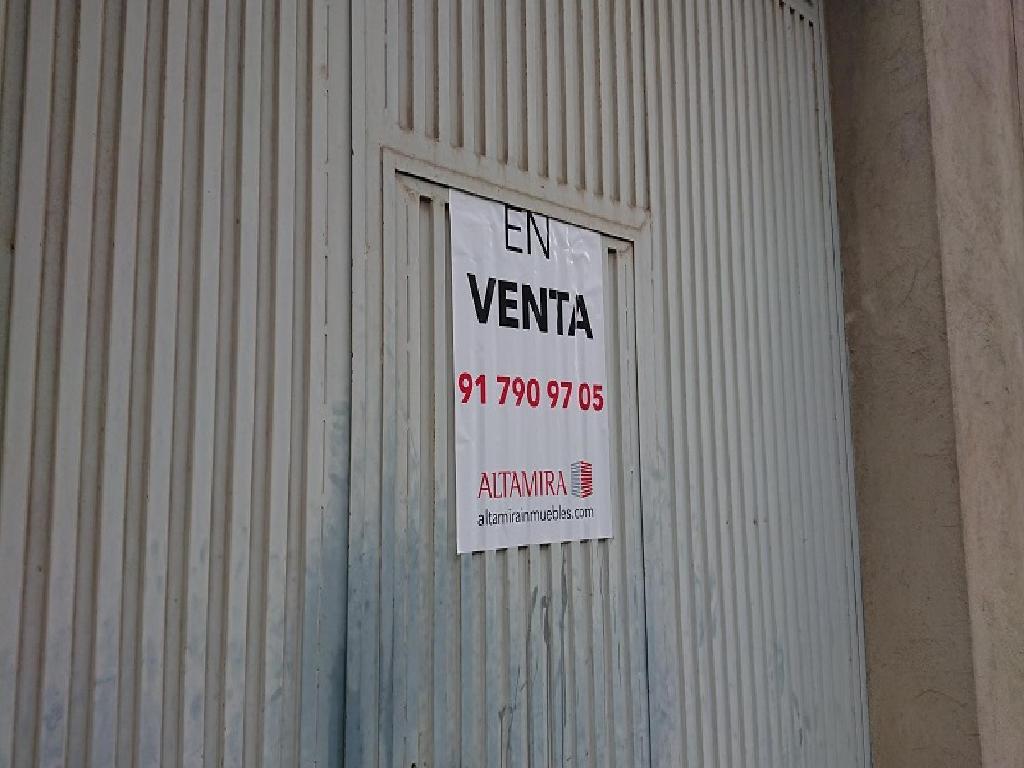 EN
VENTA
91 790 97 05
ALTAMIRA
altamirainmuebles.com